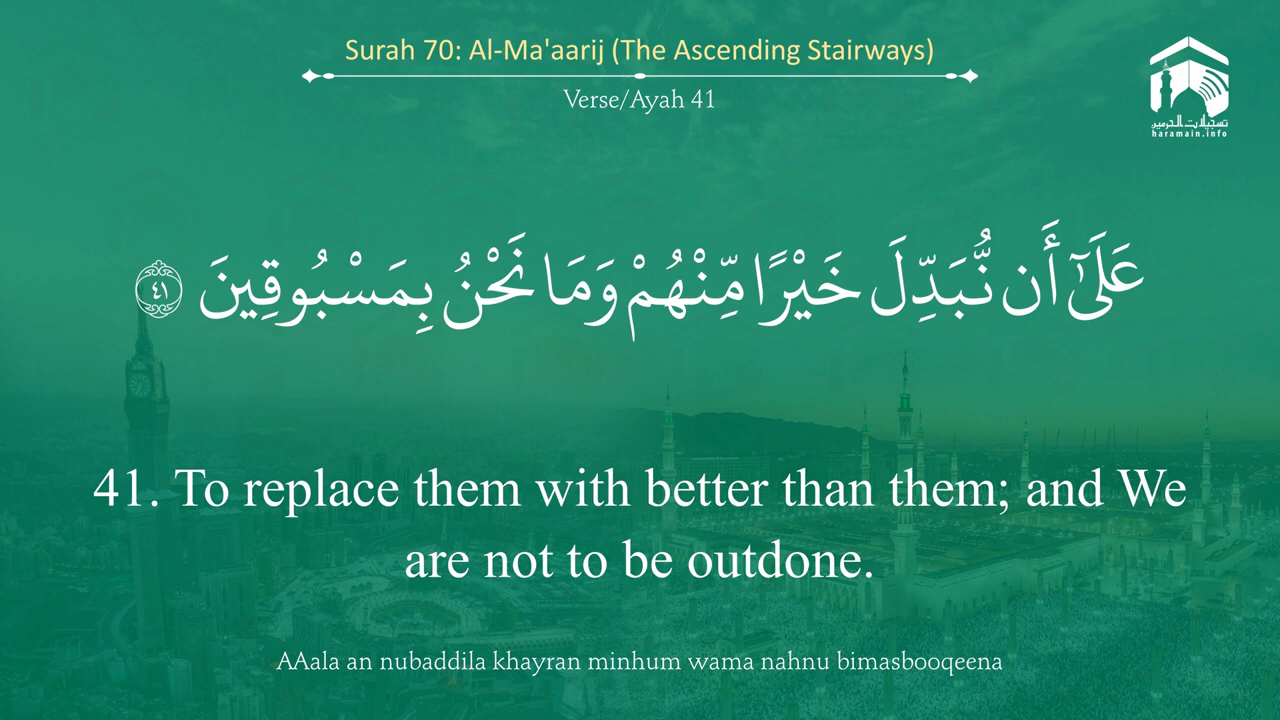 Surah 70: Al-Ma'aarij (The Ascending Stairways)
Verse/Ayah 41
تسجيلات الحرمين
haramain.info
عَلَىٰٓ أَن نُّبَدِّلَ خَيْرًا مِّنْهُمْ وَمَا نَحْنُ بِمَسْبُوقِينَ ٤١
41. To replace them with better than them; and We
are not to be outdone.
AAala an nubaddila khayran minhum wama nahnu bimasbooqeena